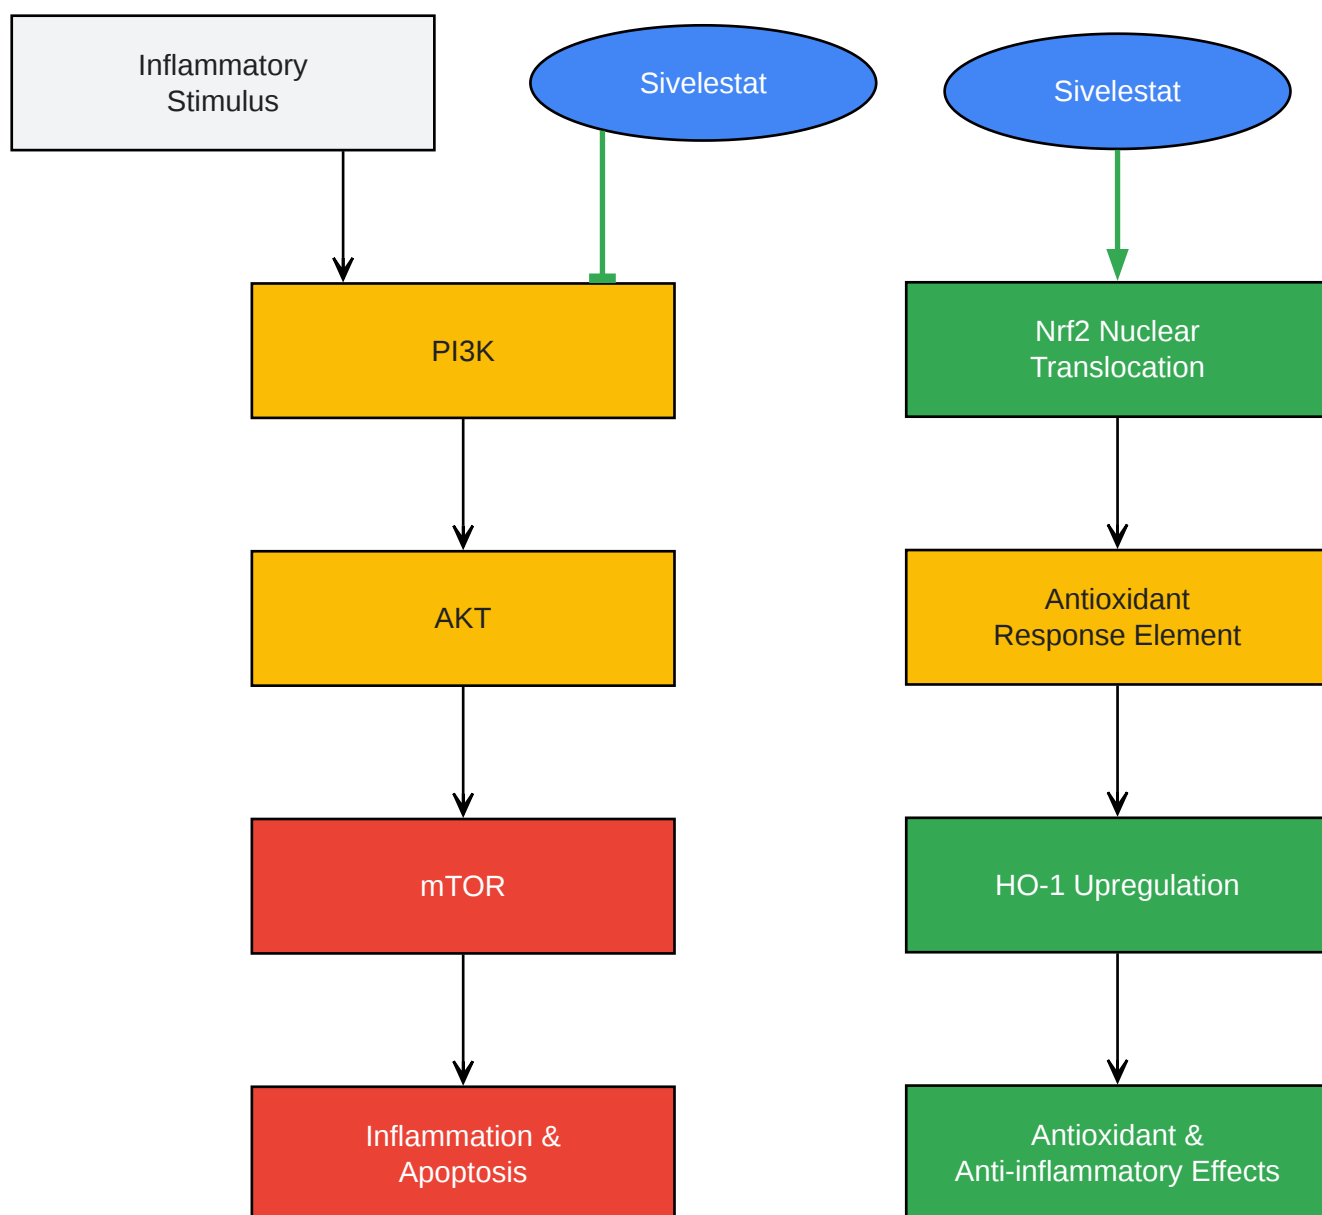 Inflammatory
Stimulus
Sivelestat
Sivelestat
PI3K
Nrf2 Nuclear
Translocation
AKT
Antioxidant
Response Element
mTOR
HO-1 Upregulation
Inflammation &
Apoptosis
Antioxidant &
Anti-inflammatory Effects